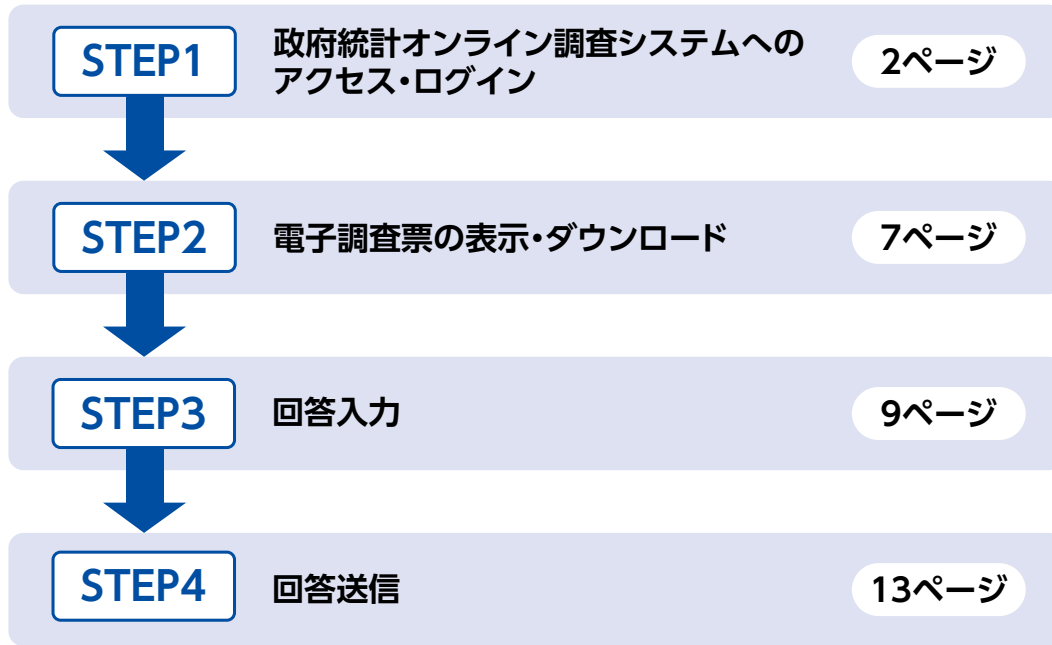 STEP1
政府統計オンライン調査システムへの
アクセス・ログイン
2ページ
STEP2
電子調査票の表示・ダウンロード
7ページ
STEP3
回答入力
9ページ
STEP4
回答送信
13ページ